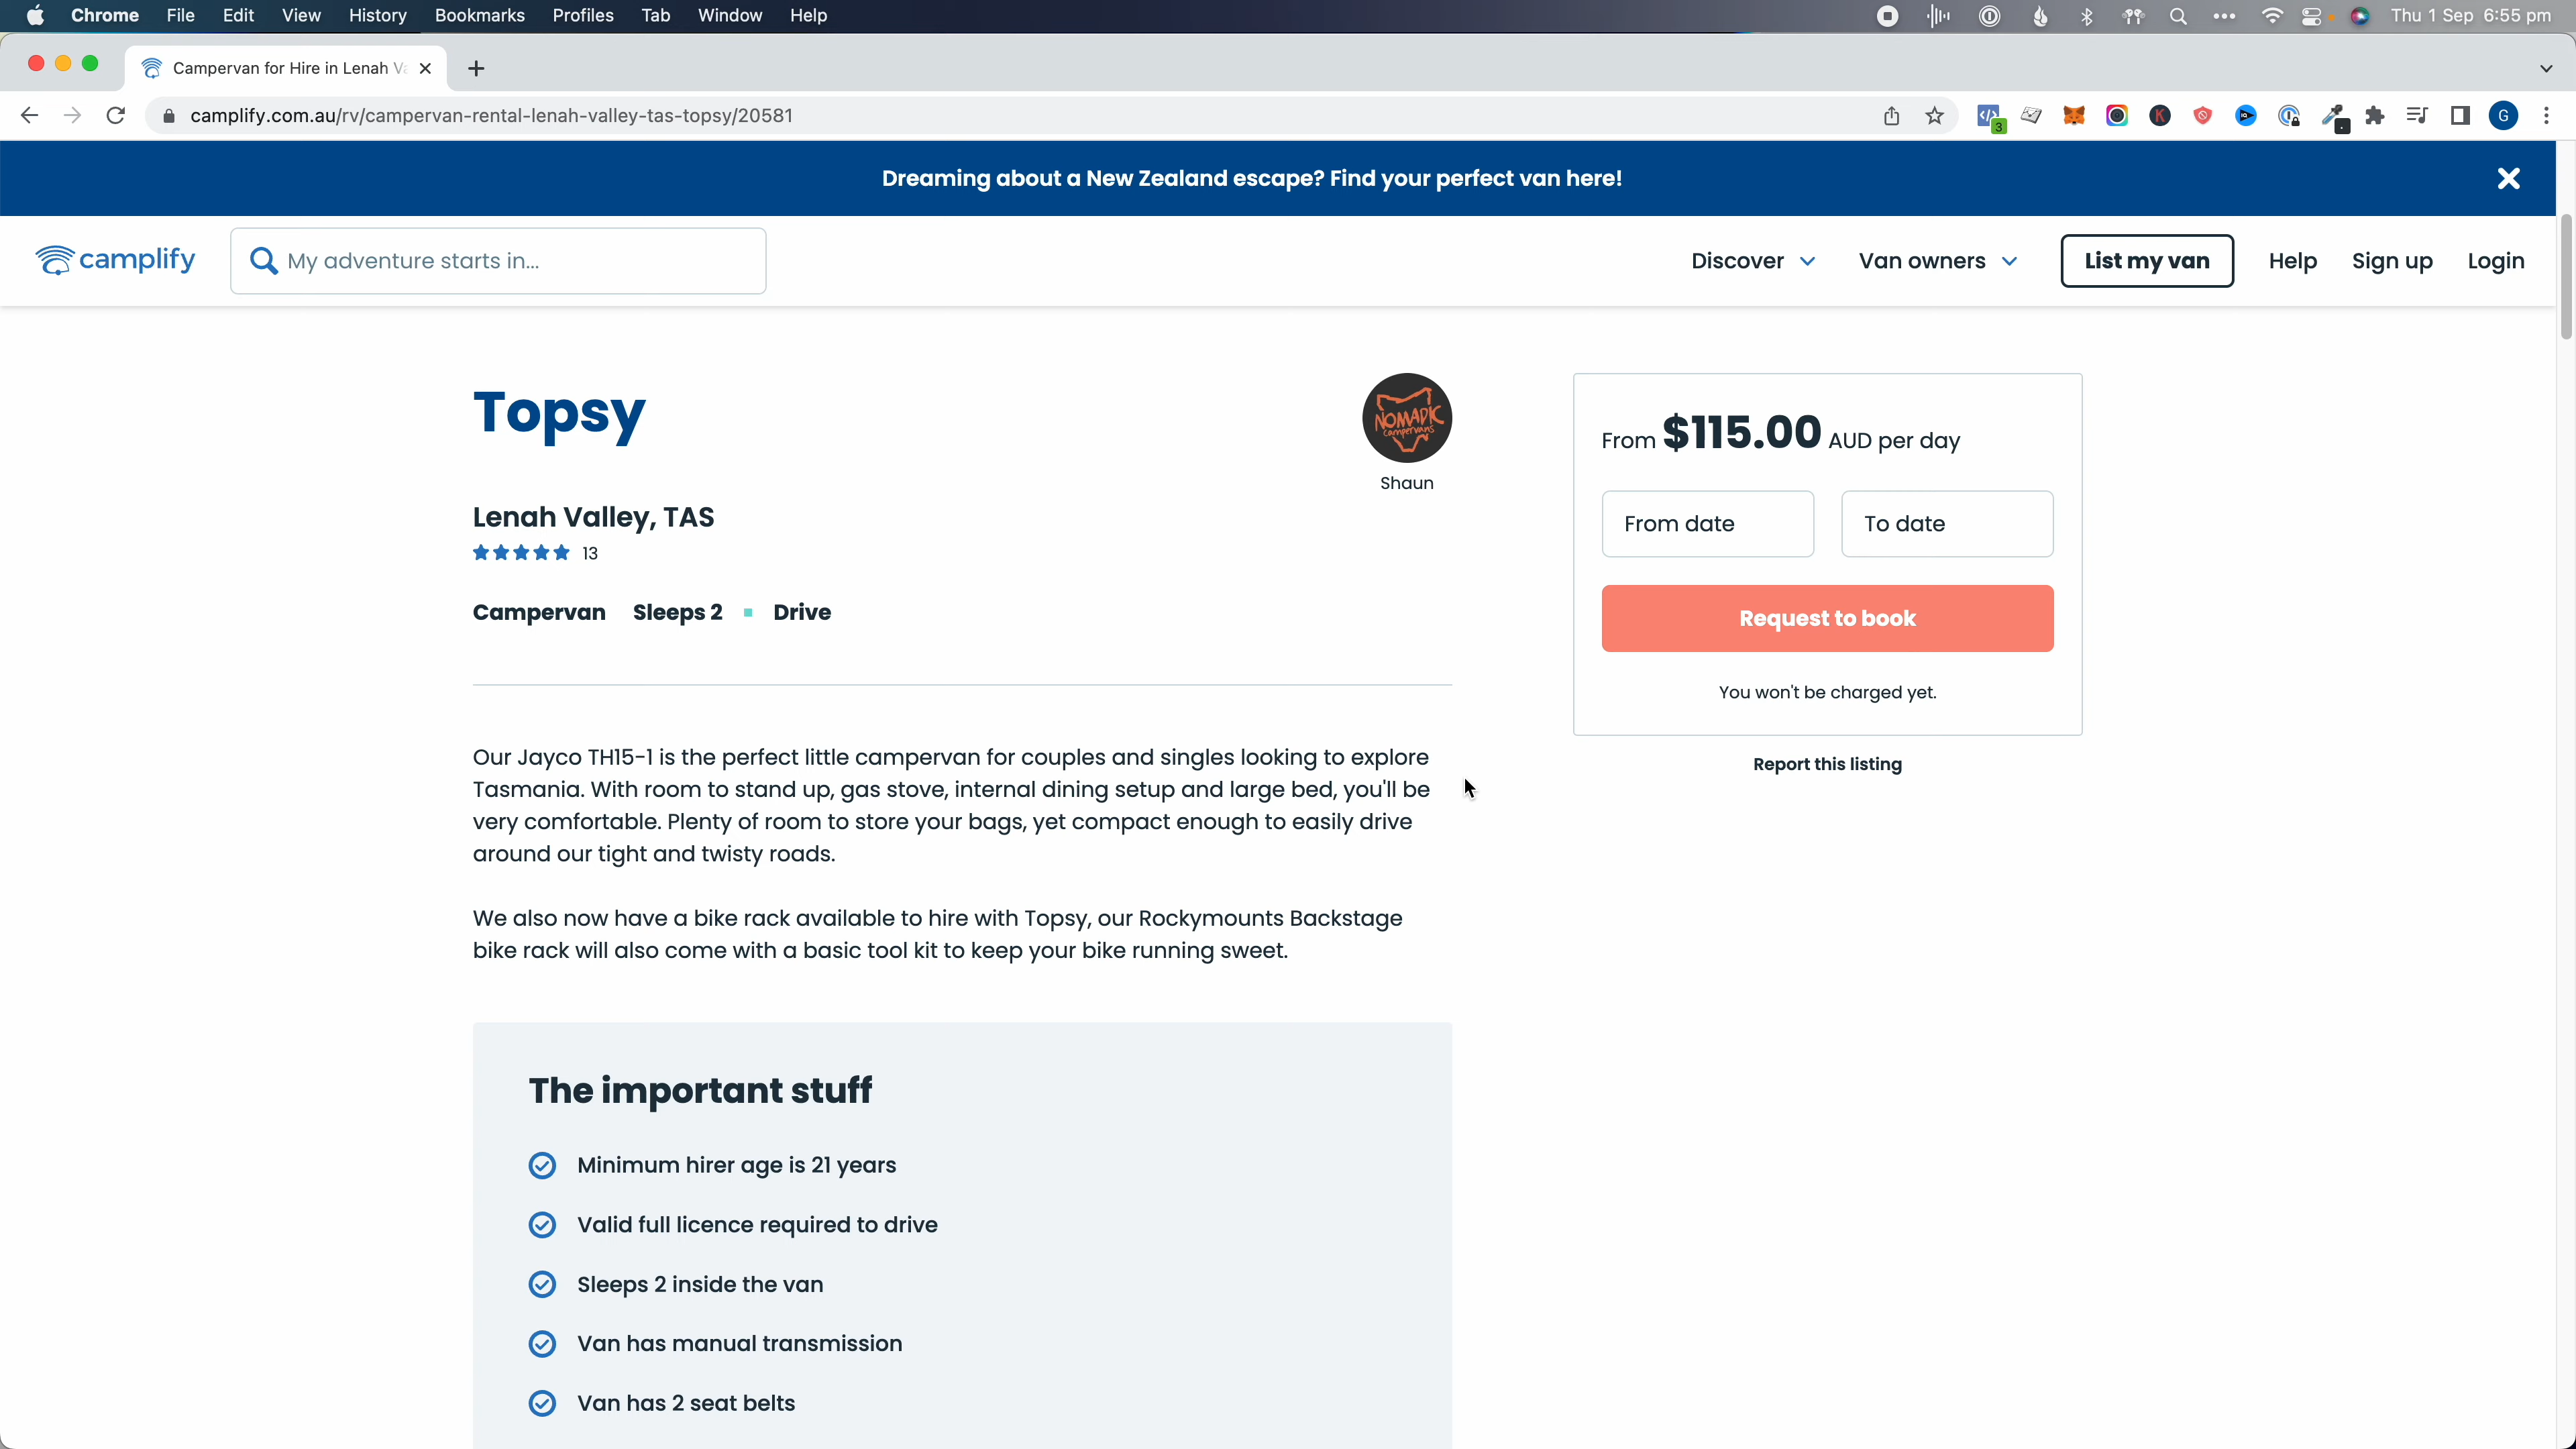 Chrome File Edit View History Bookmarks Profiles Tab Window Help
Thu 1 Sep 6:55 pm
Campervan for Hire in Lenah Va
camplify.com.au/rv/campervan-rental-lenah-valley-tas-topsy/20581
3
K
G
Dreaming about a New Zealand escape? Find your perfect van here!
camplify
My adventure starts in...
Discover Van owners List my van Help Sign up Login
Topsy
NOMADIC
campervans
Shaun
Lenah Valley, TAS
13
Campervan Sleeps 2 Drive
From $115.00 AUD per day
From date To date
Request to book
You won't be charged yet.
Report this listing
Our Jayco TH15-1 is the perfect little campervan for couples and singles looking to explore
Tasmania. With room to stand up, gas stove, internal dining setup and large bed, you'll be
very comfortable. Plenty of room to store your bags, yet compact enough to easily drive
around our tight and twisty roads.
We also now have a bike rack available to hire with Topsy, our Rockymounts Backstage
bike rack will also come with a basic tool kit to keep your bike running sweet.
The important stuff
Minimum hirer age is 21 years
Valid full licence required to drive
Sleeps 2 inside the van
Van has manual transmission
Van has 2 seat belts